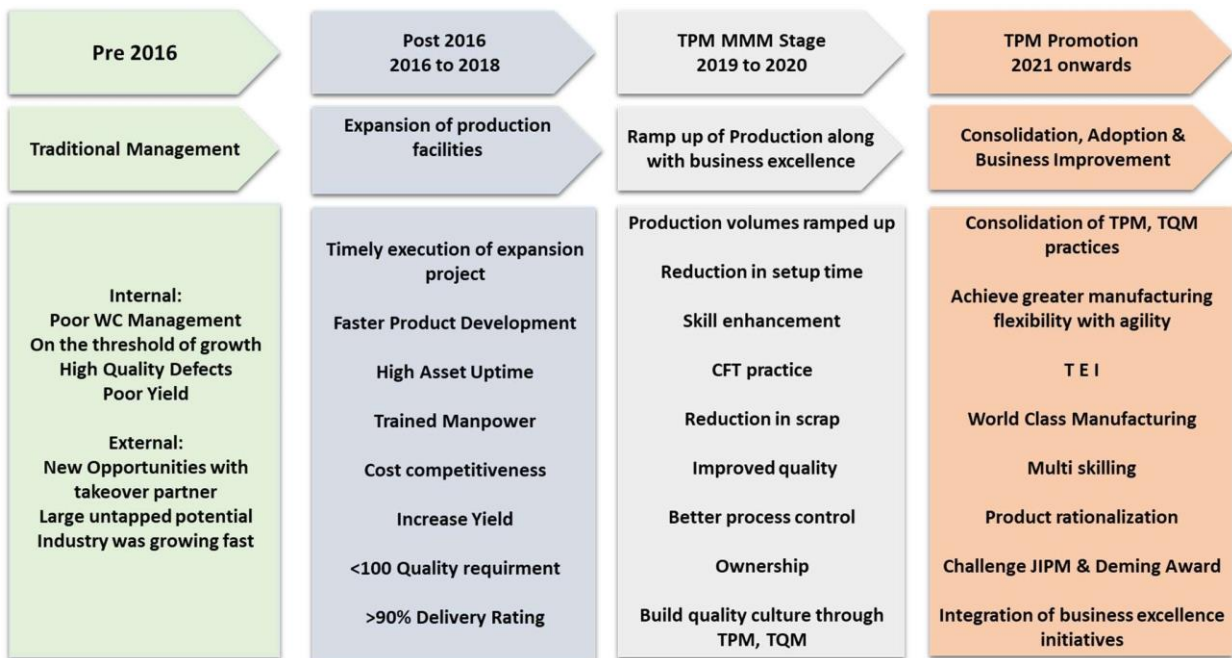 Pre 2016
Traditional Management
Internal:
Poor WC Management
On the threshold of growth
High Quality Defects
Poor Yield
External:
New Opportunities with
takeover partner
Large untapped potential
Industry was growing fast
Post 2016
2016 to 2018
Expansion of production
facilities
Timely execution of expansion
project
Faster Product Development
High Asset Uptime
Trained Manpower
Cost competitiveness
Increase Yield
<100 Quality requirment
>90% Delivery Rating
TPM MMM Stage
2019 to 2020
Ramp up of Production along
with business excellence
Production volumes ramped up
Reduction in setup time
Skill enhancement
CFT practice
Reduction in scrap
Improved quality
Better process control
Ownership
Build quality culture through
TPM, TQM
TPM Promotion
2021 onwards
Consolidation, Adoption &
Business Improvement
Consolidation of TPM, TQM
practices
Achieve greater manufacturing
flexibility with agility
T E I
World Class Manufacturing
Multi skilling
Product rationalization
Challenge JIPM & Deming Award
Integration of business excellence
initiatives